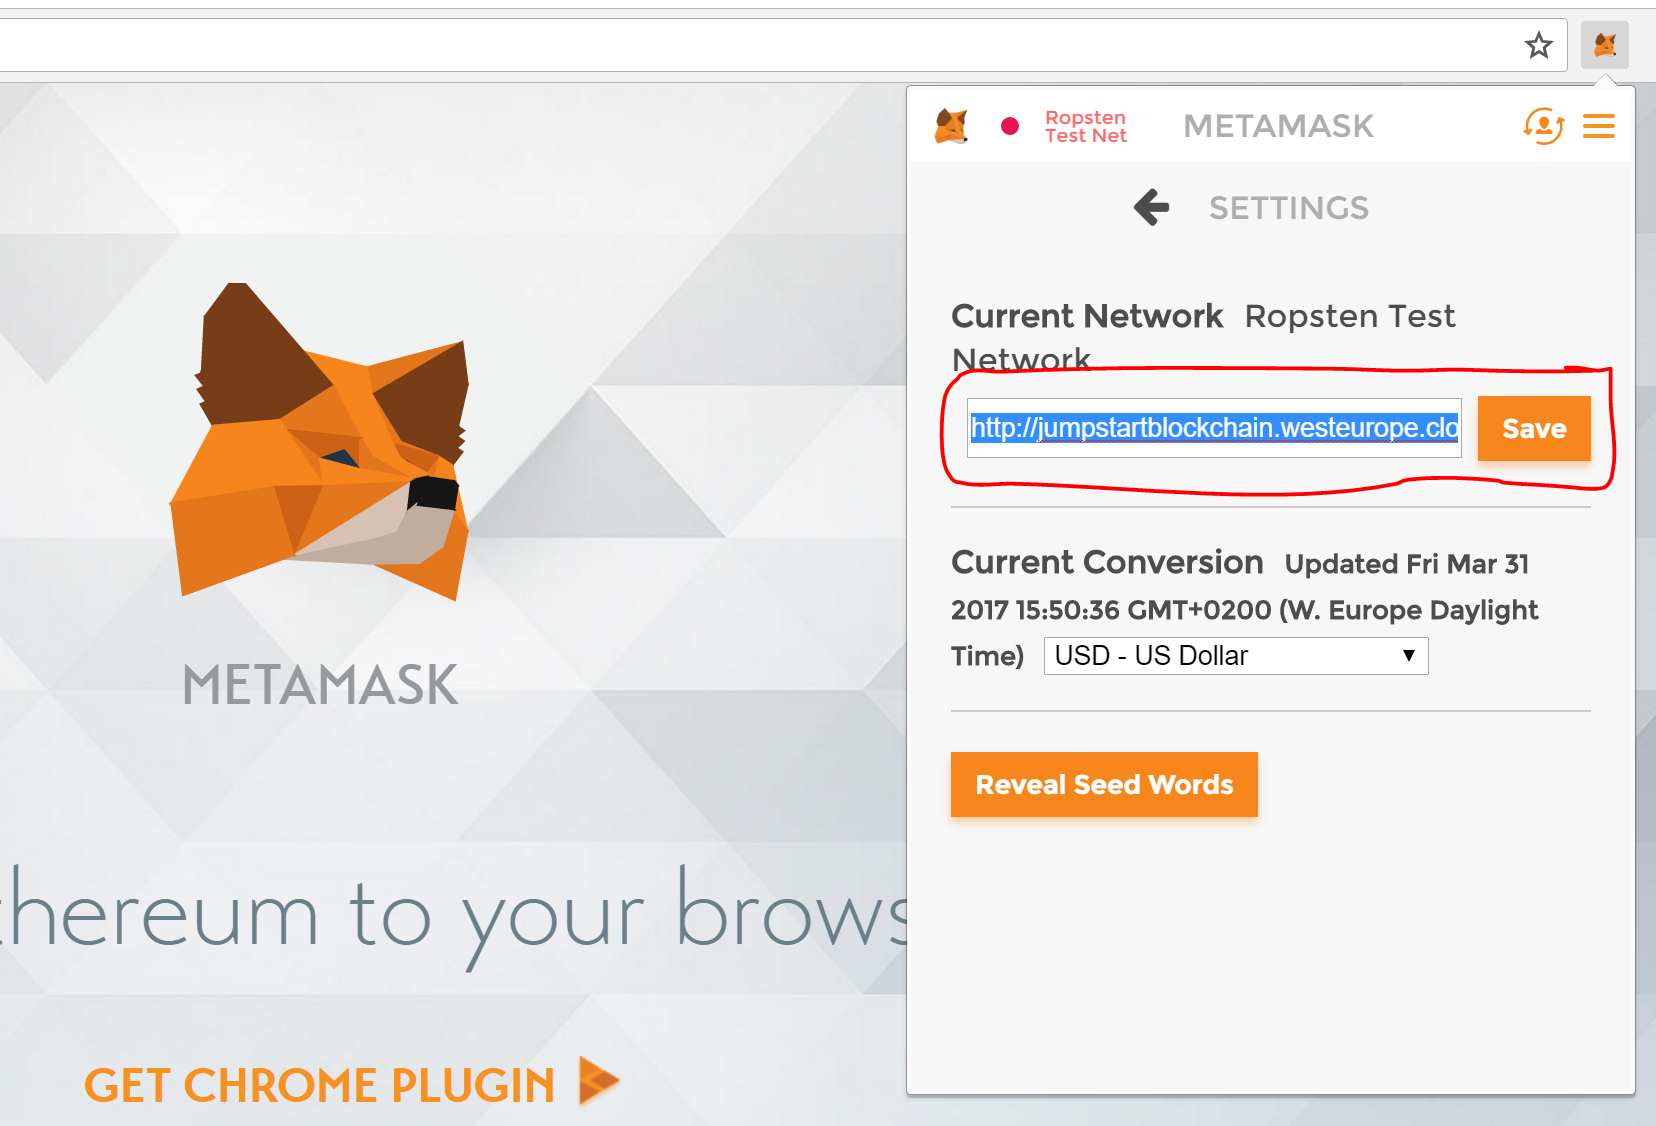 Ropsten
Test Net
METAMASK
SETTINGS
Current Network Ropsten Test
Network
http://jumpstartblockchain.westeurope.clo
Save
Current Conversion Updated Fri Mar 31
2017 15:50:36 GMT+0200 (W. Europe Daylight
Time) USD - US Dollar
Reveal Seed Words
METAMASK
thereum to your brows
GET CHROME PLUGIN